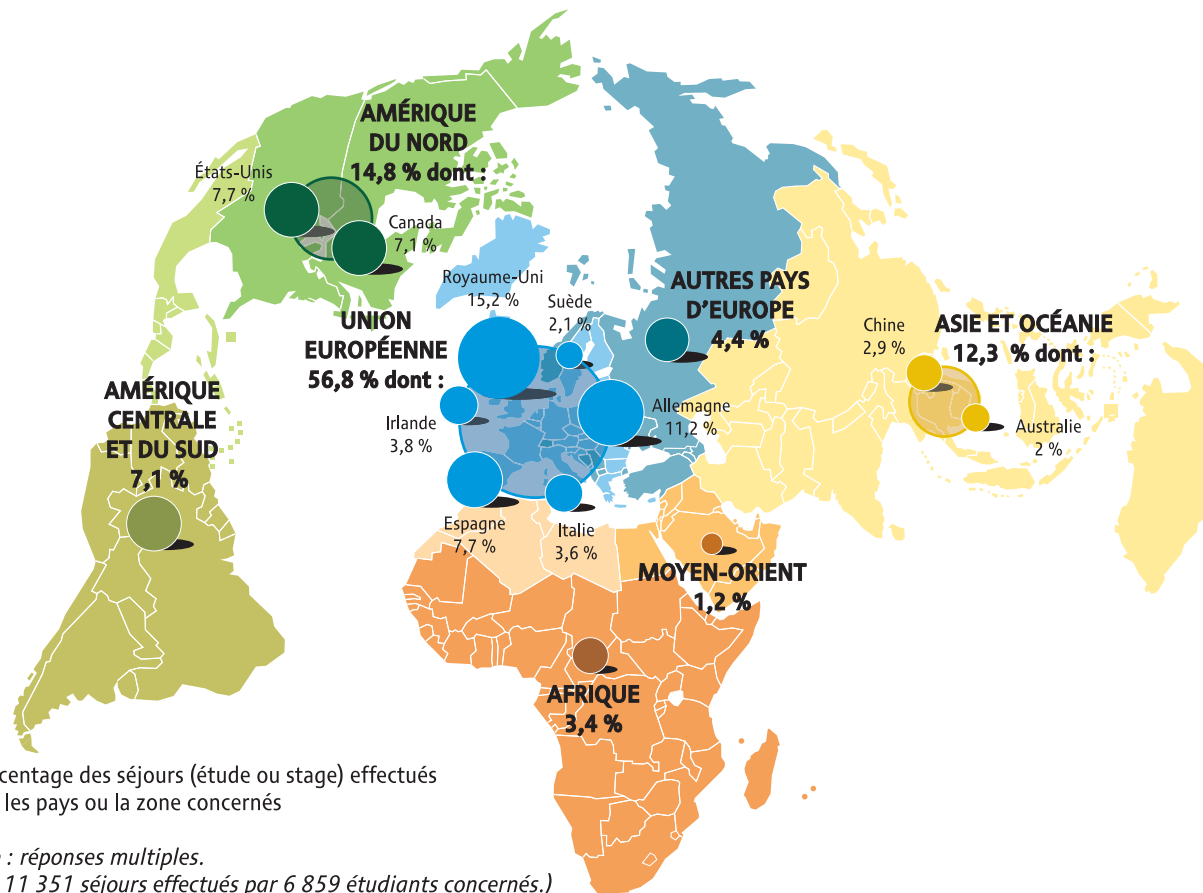 AMÉRIQUE
DU NORD
14,8 % dont :
États-Unis
7,7 %
Canada
7,1 %
Royaume-Uni
15,2 %
Suède
2,1 %
UNION
EUROPÉENNE
56,8 % dont :
Irlande
3,8 %
Allemagne
11,2 %
Espagne
7,7 %
Italie
3,6 %
AUTRES PAYS
D'EUROPE
4,4 %
Chine
2,9 %
ASIE ET OCÉANIE
12,3 % dont :
Australie
2 %
AMÉRIQUE
CENTRALE
ET DU SUD
7,1 %
MOYEN-ORIENT
1,2 %
AFRIQUE
3,4 %
centage des séjours (étude ou stage) effectués
les pays ou la zone concernés
: réponses multiples.
11 351 séjours effectués par 6 859 étudiants concernés.)